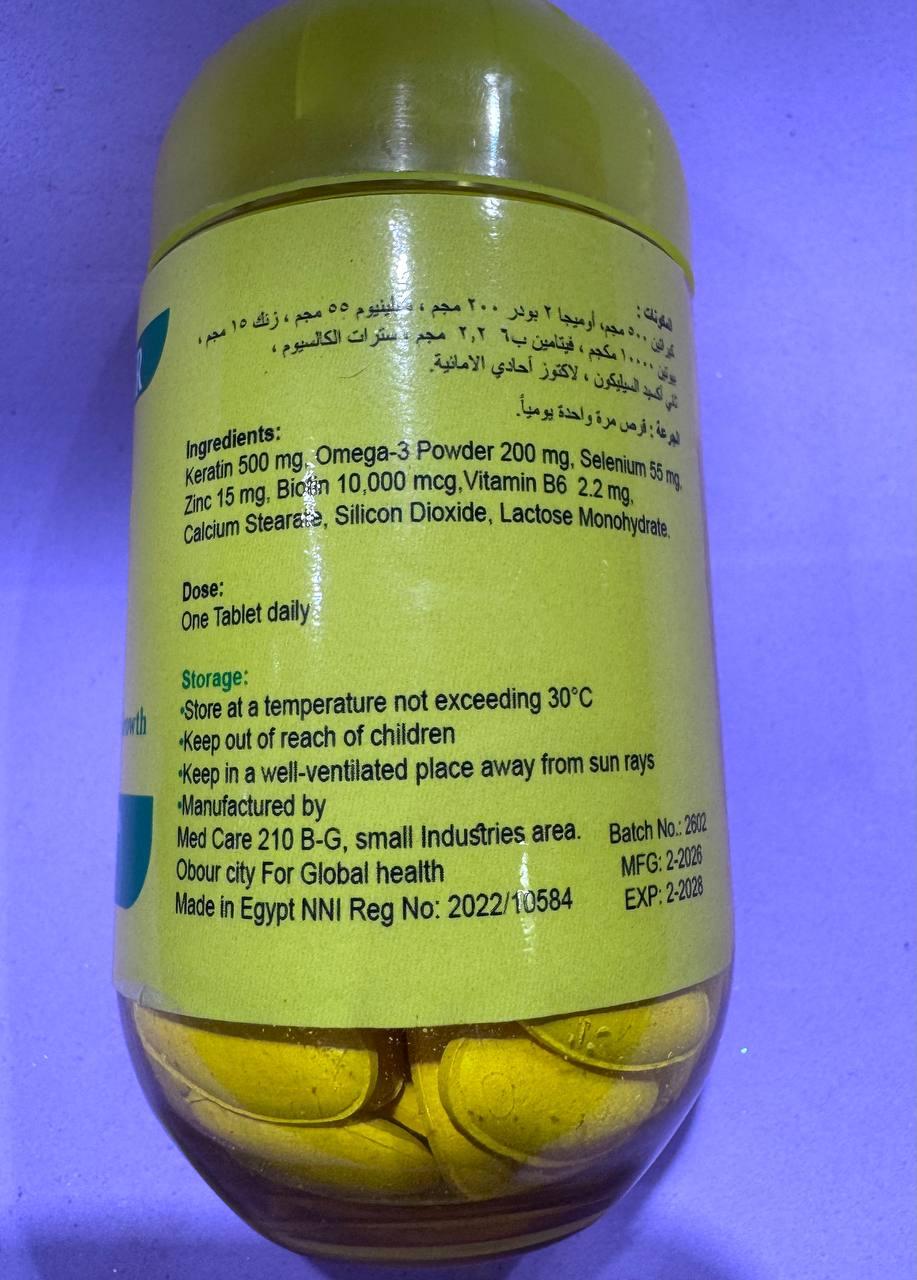 المكونات :
كيراتين ٥٠٠ مجم، أوميجا ٣ بودر ٢٠٠ مجم ، سيلينيوم ٥٥ مجم ، زنك ١٥ مجم ،
بيوتين ١٠٠٠٠ مكجم ، فيتامين ب٦ ٢,٢ مجم ، سترات الكالسيوم ،
ثاني أكسيد السيليكون ، لاكتوز أحادي الامانية.
الجرعة : قرص مرة واحدة يومياً.
Ingredients:
Keratin 500 mg, Omega-3 Powder 200 mg, Selenium 55 mg,
Zinc 15 mg, Biotin 10,000 mcg,Vitamin B6 2.2 mg,
Calcium Stearate, Silicon Dioxide, Lactose Monohydrate.
Dose:
One Tablet daily
Storage:
•Store at a temperature not exceeding 30°C
•Keep out of reach of children
•Keep in a well-ventilated place away from sun rays
•Manufactured by
Med Care 210 B-G, small Industries area.
Obour city For Global health
Made in Egypt NNI Reg No: 2022/10584
Batch No.: 2602
MFG: 2-2026
EXP: 2-2028